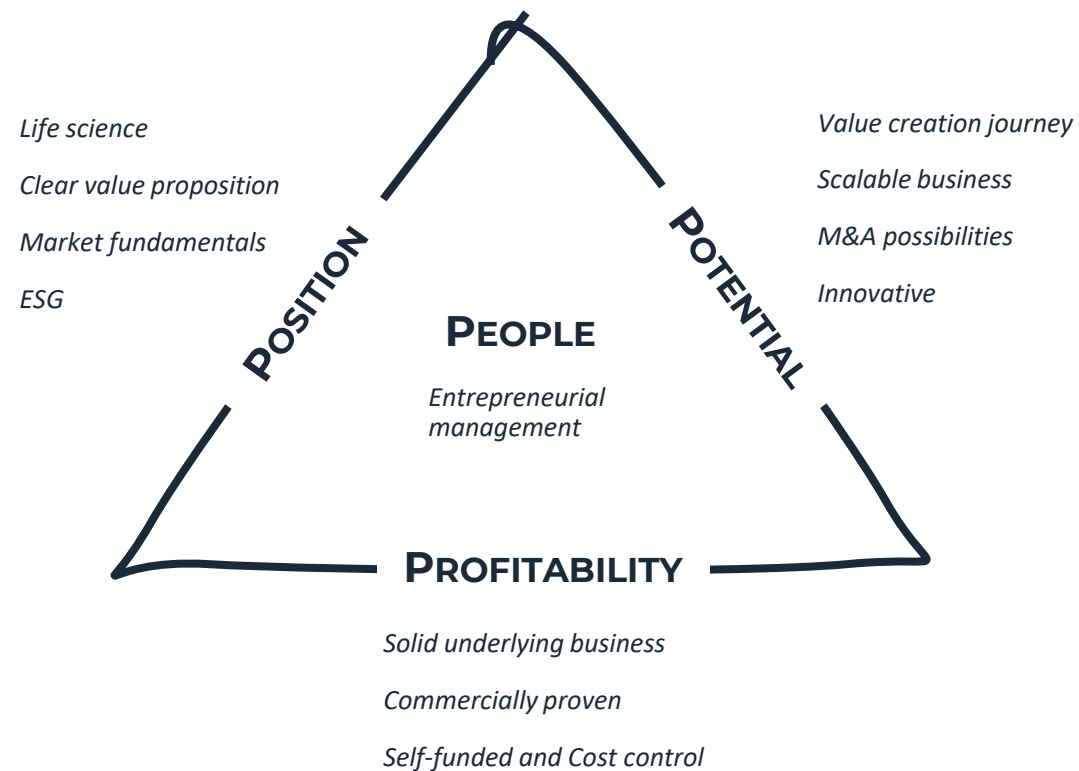 Life science
Clear value proposition
Market fundamentals
ESG
POSITION
Value creation journey
Scalable business
M&A possibilities
Innovative
POTENTIAL
PEOPLE
Entrepreneurial
management
PROFITABILITY
Solid underlying business
Commercially proven
Self-funded and Cost control